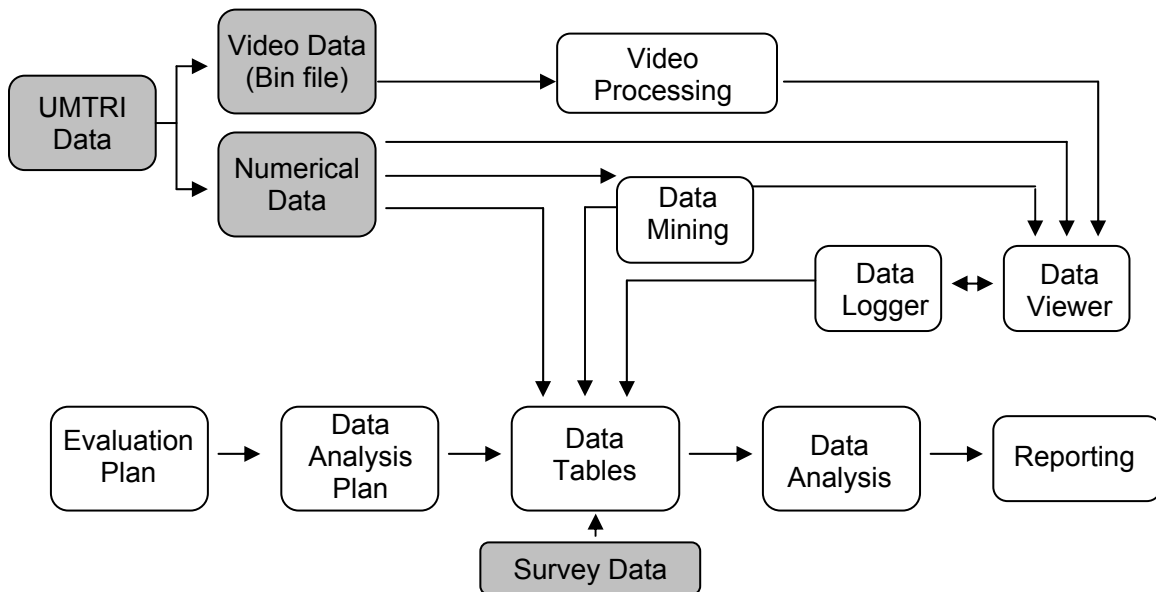 Video Data
(Bin file)
Video
Processing
UMTRI
Data
Numerical
Data
Data
Mining
Data
Logger
Data
Viewer
Evaluation
Plan
Data
Analysis
Plan
Data
Tables
Data
Analysis
Reporting
Survey Data